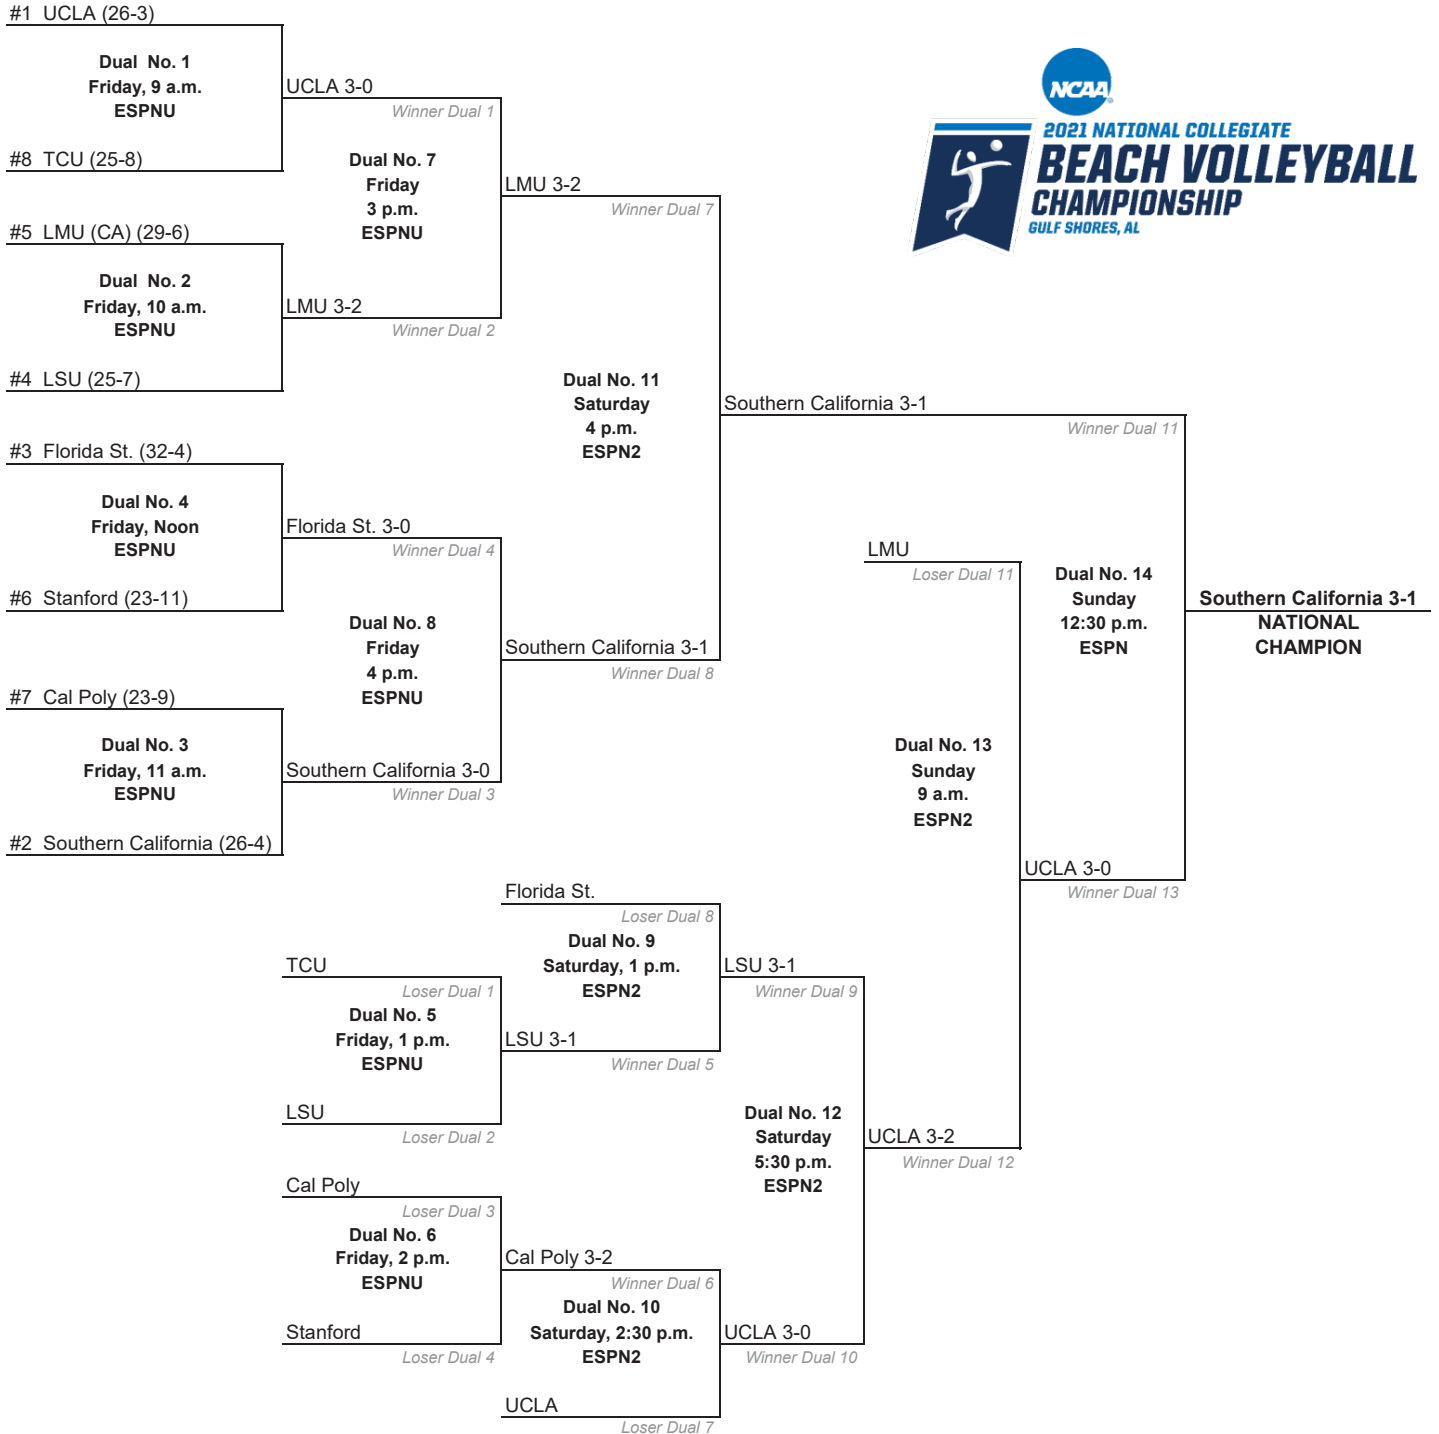 #1 UCLA (26-3)
Dual No. 1
Friday, 9 a.m.
ESPNU
#8 TCU (25-8)
UCLA 3-0
Winner Dual 1
Dual No. 7
Friday
3 p.m.
ESPNU
#5 LMU (CA) (29-6)
Dual No. 2
Friday, 10 a.m.
ESPNU
#4 LSU (25-7)
LMU 3-2
Winner Dual 2
LMU 3-2
Winner Dual 7
NCAA
2021 NATIONAL COLLEGIATE
BEACH VOLLEYBALL
CHAMPIONSHIP
GULF SHORES, AL
Dual No. 11
Saturday
4 p.m.
ESPN2
#3 Florida St. (32-4)
Dual No. 4
Friday, Noon
ESPNU
#6 Stanford (23-11)
Florida St. 3-0
Winner Dual 4
Dual No. 8
Friday
4 p.m.
ESPNU
#7 Cal Poly (23-9)
Dual No. 3
Friday, 11 a.m.
ESPNU
#2 Southern California (26-4)
Southern California 3-0
Winner Dual 3
Southern California 3-1
Winner Dual 8
Southern California 3-1
Winner Dual 11
LMU
Loser Dual 11
Dual No. 14
Sunday
12:30 p.m.
ESPN
Southern California 3-1
NATIONAL
CHAMPION
Dual No. 13
Sunday
9 a.m.
ESPN2
UCLA 3-0
Winner Dual 13
Florida St.
Loser Dual 8
Dual No. 9
Saturday, 1 p.m.
ESPN2
TCU
Loser Dual 1
Dual No. 5
Friday, 1 p.m.
ESPNU
LSU
Loser Dual 2
LSU 3-1
Winner Dual 5
LSU 3-1
Winner Dual 9
Dual No. 12
Saturday
5:30 p.m.
ESPN2
UCLA 3-2
Winner Dual 12
Cal Poly
Loser Dual 3
Dual No. 6
Friday, 2 p.m.
ESPNU
Stanford
Loser Dual 4
Cal Poly 3-2
Winner Dual 6
Dual No. 10
Saturday, 2:30 p.m.
ESPN2
UCLA
Loser Dual 7
UCLA 3-0
Winner Dual 10